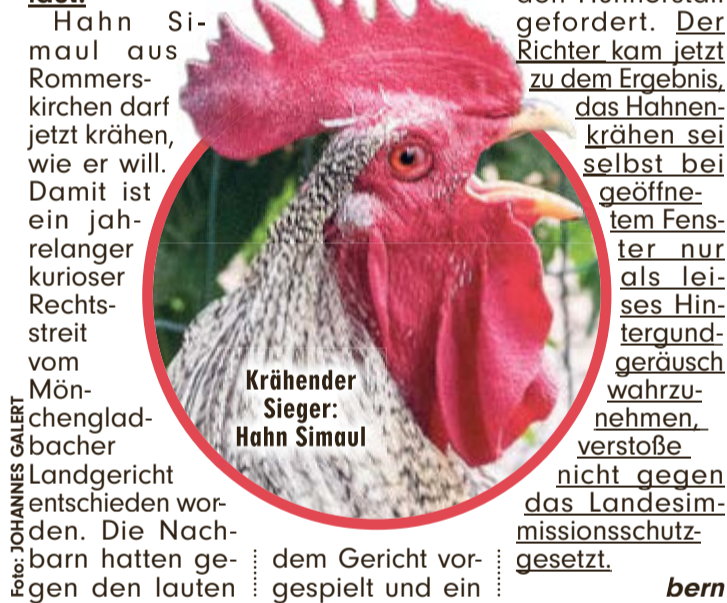 Hahn Si-
maul aus
Rommers-
kirchen darf
jetzt krähen,
wie er will.
Damit ist
ein jah-
relanger
kurioser
Rechts-
streit
vom
Mön-
chenglad-
bacher
Landgericht
entschieden wor-
den. Die Nach-
barn hatten ge-
gen den lauten
Foto: JOHANNES GALERT
Krähender
Sieger:
Hahn Simaul
dem Gericht vor-
gespielt und ein
gefordert. Der
Richter kam jetzt
zu dem Ergebnis,
das Hahnen-
krähen sei
selbst bei
geöffne-
tem Fens-
ter nur
als lei-
ses Hin-
tergund-
geräusch
wahrzu-
nehmen,
verstoße
nicht gegen
das Landesim-
missionsschutz-
gesetzt.
bern